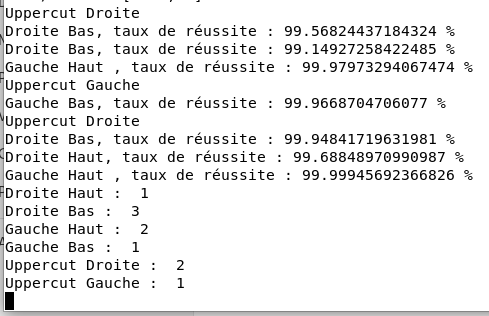 Uppercut Droite
Droite Bas, taux de réussite : 99.56824437184324 %
Droite Bas, taux de réussite : 99.14927258422485 %
Gauche Haut , taux de réussite : 99.97973294067474 %
Uppercut Gauche
Gauche Bas, taux de réussite : 99.9668704706077 %
Uppercut Droite
Droite Bas, taux de réussite : 99.94841719631981 %
Droite Haut, taux de réussite : 99.68848970990987 %
Gauche Haut , taux de réussite : 99.99945692366826 %
Droite Haut :  1
Droite Bas :  3
Gauche Haut :  2
Gauche Bas :  1
Uppercut Droite :  2
Uppercut Gauche :  1